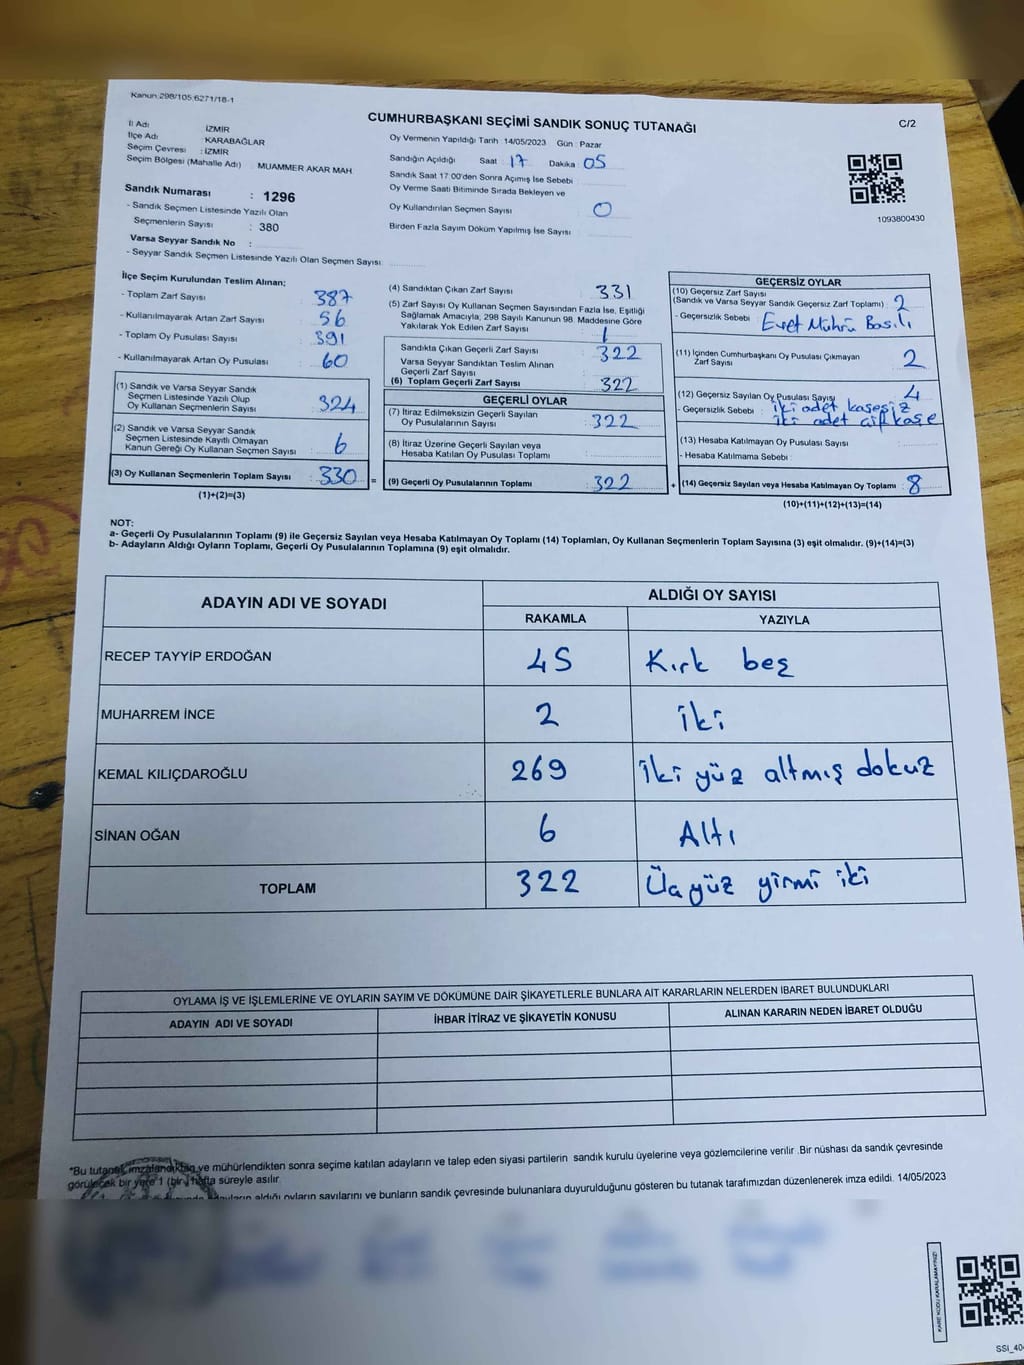 Kanun:298/105;6271/18-1
CUMHURBAŞKANI SEÇİMİ SANDIK SONUÇ TUTANAĞI
C/2
İl Adı : İZMİR
İlçe Adı : KARABAĞLAR
Seçim Çevresi : İZMİR
Seçim Bölgesi (Mahalle Adı) MUAMMER AKAR MAH
Sandık Numarası : 1296
- Sandık Seçmen Listesinde Yazılı Olan
Seçmenlerin Sayısı : 380
Varsa Seyyar Sandık No :
- Seyyar Sandık Seçmen Listesinde Yazılı Olan Seçmen Sayısı:
Oy Vermenin Yapıldığı Tarih 14/05/2023 Gün : Pazar
Sandığın Açıldığı Saat : 17 Dakika : 05
Sandık Saat 17:00'den Sonra Açımış İse Sebebi :
Oy Verme Saati Bitiminde Sırada Bekleyen ve
Oy Kullandırılan Seçmen Sayısı : 0
Birden Fazla Sayım Döküm Yapılmış İse Sayısı :
1093800430
İlçe Seçim Kurulundan Teslim Alınan;
- Toplam Zarf Sayısı : 387
- Kullanılmayarak Artan Zarf Sayısı : 56
- Toplam Oy Pusulası Sayısı : 391
- Kullanılmayarak Artan Oy Pusulası : 60
(1) Sandık ve Varsa Seyyar Sandık
Seçmen Listesinde Yazılı Olup
Oy Kullanan Seçmenlerin Sayısı : 324
(2) Sandık ve Varsa Seyyar Sandık
Seçmen Listesinde Kayıtlı Olmayan
Kanun Gereği Oy Kullanan Seçmen Sayısı : 6
(3) Oy Kullanan Seçmenlerin Toplam Sayısı : 330 =
(1)+(2)=(3)
(4) Sandıktan Çıkan Zarf Sayısı : 331
(5) Zarf Sayısı Oy Kullanan Seçmen Sayısından Fazla İse, Eşitliği
Sağlamak Amacıyla, 298 Sayılı Kanunun 98. Maddesine Göre
Yakılarak Yok Edilen Zarf Sayısı : 1
Sandıkta Çıkan Geçerli Zarf Sayısı : 322
Varsa Seyyar Sandıktan Teslim Alınan
Geçerli Zarf Sayısı :
(6) Toplam Geçerli Zarf Sayısı : 322
GEÇERLİ OYLAR
(7) İtiraz Edilmeksizin Geçerli Sayılan
Oy Pusulalarının Sayısı : 322
(8) İtiraz Üzerine Geçerli Sayılan veya
Hesaba Katılan Oy Pusulası Toplamı :
(9) Geçerli Oy Pusulalarının Toplamı : 322 +
GEÇERSİZ OYLAR
(10) Geçersiz Zarf Sayısı
(Sandık ve Varsa Seyyar Sandık Geçersiz Zarf Toplamı) : 2
- Geçersizlik Sebebi : Evet Mührü Basılı
(11) İçinden Cumhurbaşkanı Oy Pusulası Çıkmayan
Zarf Sayısı : 2
(12) Geçersiz Sayılan Oy Pusulası Sayısı : 4
- Geçersizlik Sebebi : iki adet kaşesiz
iki adet çift kaşe
(13) Hesaba Katılmayan Oy Pusulası Sayısı :
- Hesaba Katılmama Sebebi :
(14) Geçersiz Sayılan veya Hesaba Katılmayan Oy Toplamı : 8
(10)+(11)+(12)+(13)=(14)
NOT:
a- Geçerli Oy Pusulalarının Toplamı (9) ile Geçersiz Sayılan veya Hesaba Katılmayan Oy Toplamı (14) Toplamları, Oy Kullanan Seçmenlerin Toplam Sayısına (3) eşit olmalıdır. (9)+(14)=(3)
b- Adayların Aldığı Oyların Toplamı, Geçerli Oy Pusulalarının Toplamına (9) eşit olmalıdır.
ADAYIN ADI VE SOYADI ALDIĞI OY SAYISI
RAKAMLA YAZIYLA
RECEP TAYYİP ERDOĞAN 45 Kırk beş
MUHARREM İNCE 2 iki
KEMAL KILIÇDAROĞLU 269 iki yüz altmış dokuz
SİNAN OĞAN 6 Altı
TOPLAM 322 Üç yüz yirmi iki
OYLAMA İŞ VE İŞLEMLERİNE VE OYLARIN SAYIM VE DÖKÜMÜNE DAİR ŞİKAYETLERLE BUNLARA AİT KARARLARIN NELERDEN İBARET BULUNDUKLARI
ADAYIN ADI VE SOYADI İHBAR İTİRAZ VE ŞİKAYETİN KONUSU ALINAN KARARIN NEDEN İBARET OLDUĞU
*Bu tutanak imzalandıktan ve mühürlendikten sonra seçime katılan adayların ve talep eden siyasi partilerin sandık kurulu üyelerine veya gözlemcilerine verilir .Bir nüshası da sandık çevresinde
görülecek bir yere 1 (bir) hafta süreyle asılır.
aldığı oyların sayılarını ve bunların sandık çevresinde bulunanlara duyurulduğunu gösteren bu tutanak tarafımızdan düzenlenerek imza edildi. 14/05/2023
KARE KODU KARALAMAYINIZ!
SSI_40